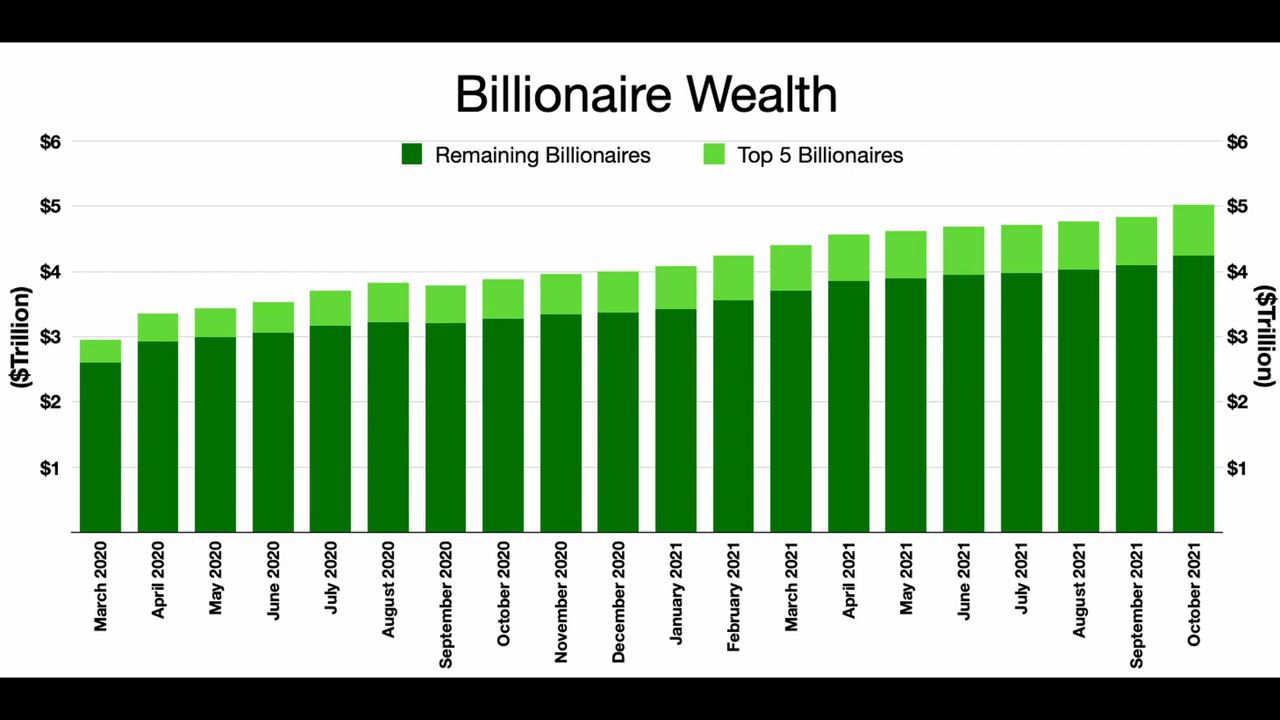 Billionaire Wealth
Remaining Billionaires
Top 5 Billionaires
$6
$5
$4
$3
$2
$1
($Trillion)
$6
$5
$4
$3
$2
$1
($Trillion)
March 2020
April 2020
May 2020
June 2020
July 2020
August 2020
September 2020
October 2020
November 2020
December 2020
January 2021
February 2021
March 2021
April 2021
May 2021
June 2021
July 2021
August 2021
September 2021
October 2021